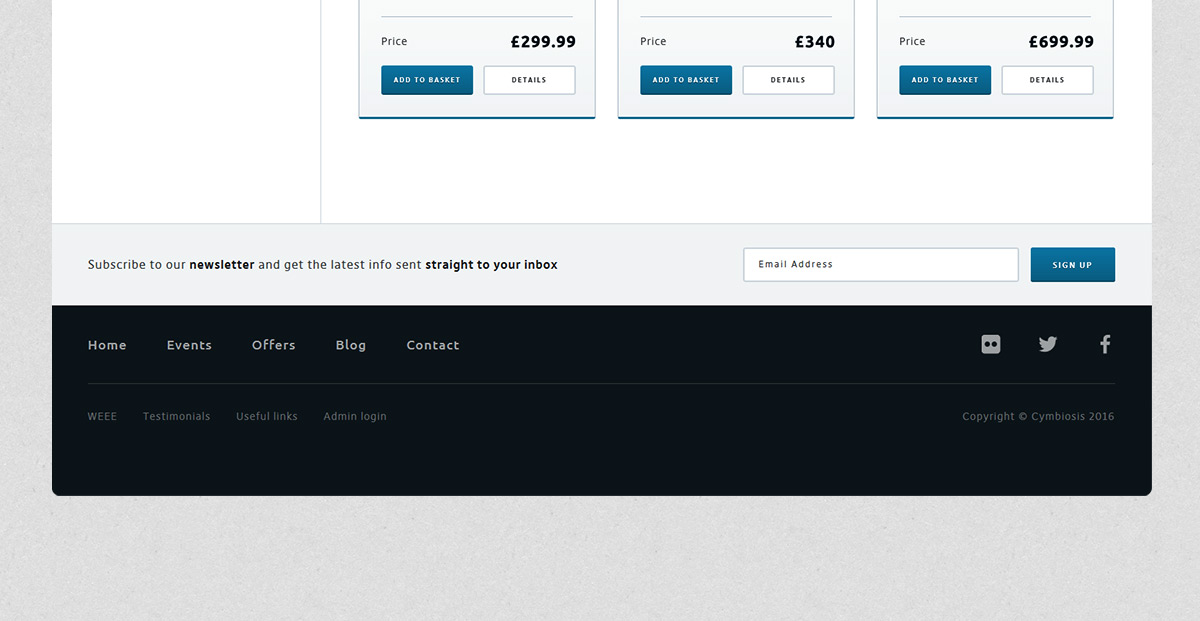 Price £299.99 Price £340 Price £699.99
ADD TO BASKET DETAILS ADD TO BASKET DETAILS ADD TO BASKET DETAILS
Subscribe to our newsletter and get the latest info sent straight to your inbox Email Address SIGN UP
Home Events Offers Blog Contact
WEEE Testimonials Useful links Admin login Copyright © Cymbiosis 2016